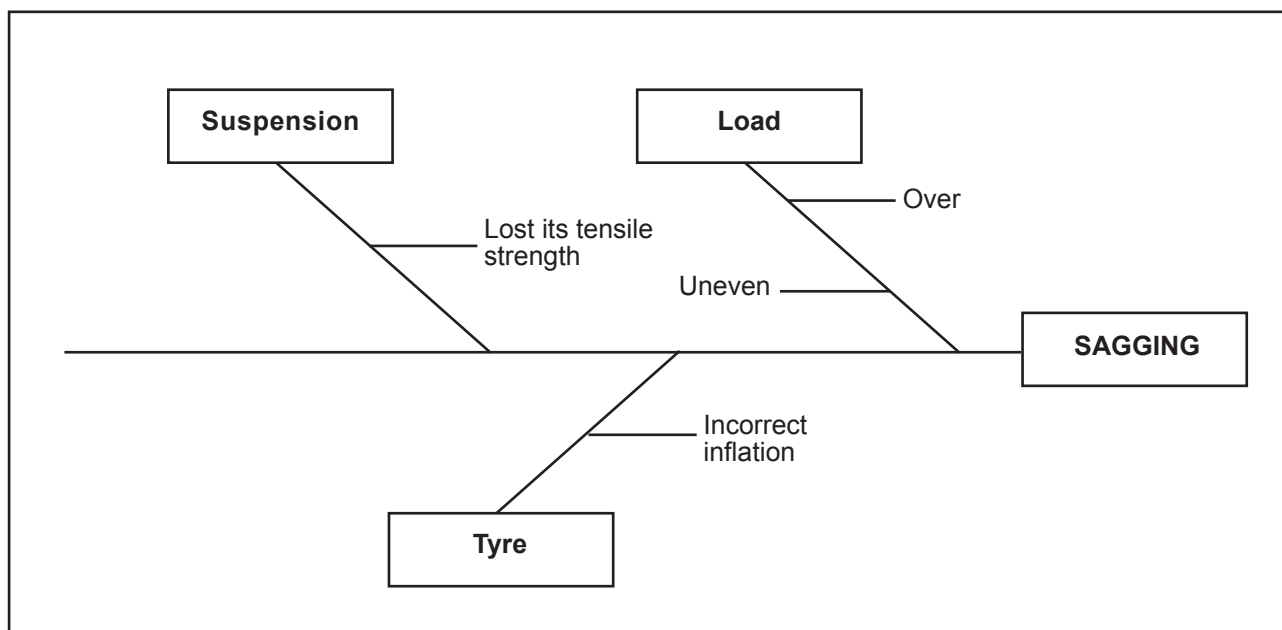 Suspension
Load
Over
Lost its tensile
strength
Uneven
SAGGING
Incorrect
inflation
Tyre